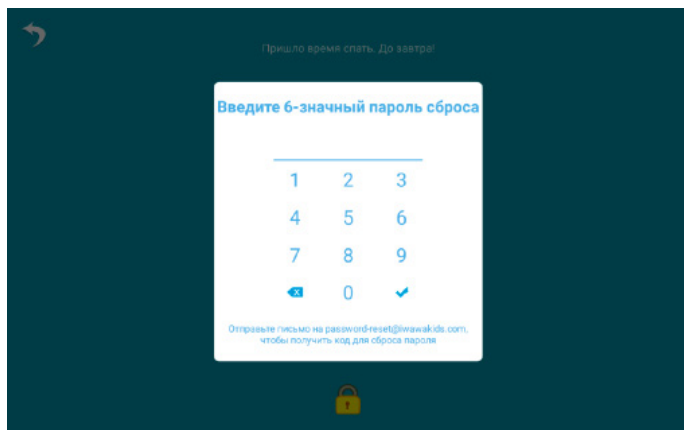 Пришло время спать. До завтра!
Введите 6-значный пароль сброса
1 2 3
4 5 6
7 8 9
0
Отправьте письмо на password-reset@iwawakids.com,
чтобы получить код для сброса пароля